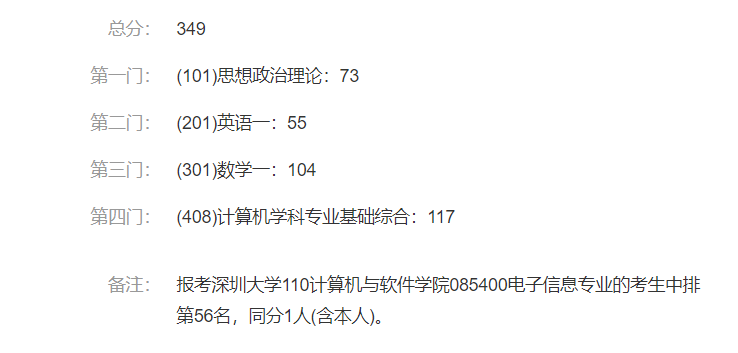 总分： 349
第一门： (101)思想政治理论：73
第二门： (201)英语一：55
第三门： (301)数学一：104
第四门： (408)计算机学科专业基础综合：117
备注： 报考深圳大学110计算机与软件学院085400电子信息专业的考生中排
第56名，同分1人(含本人)。